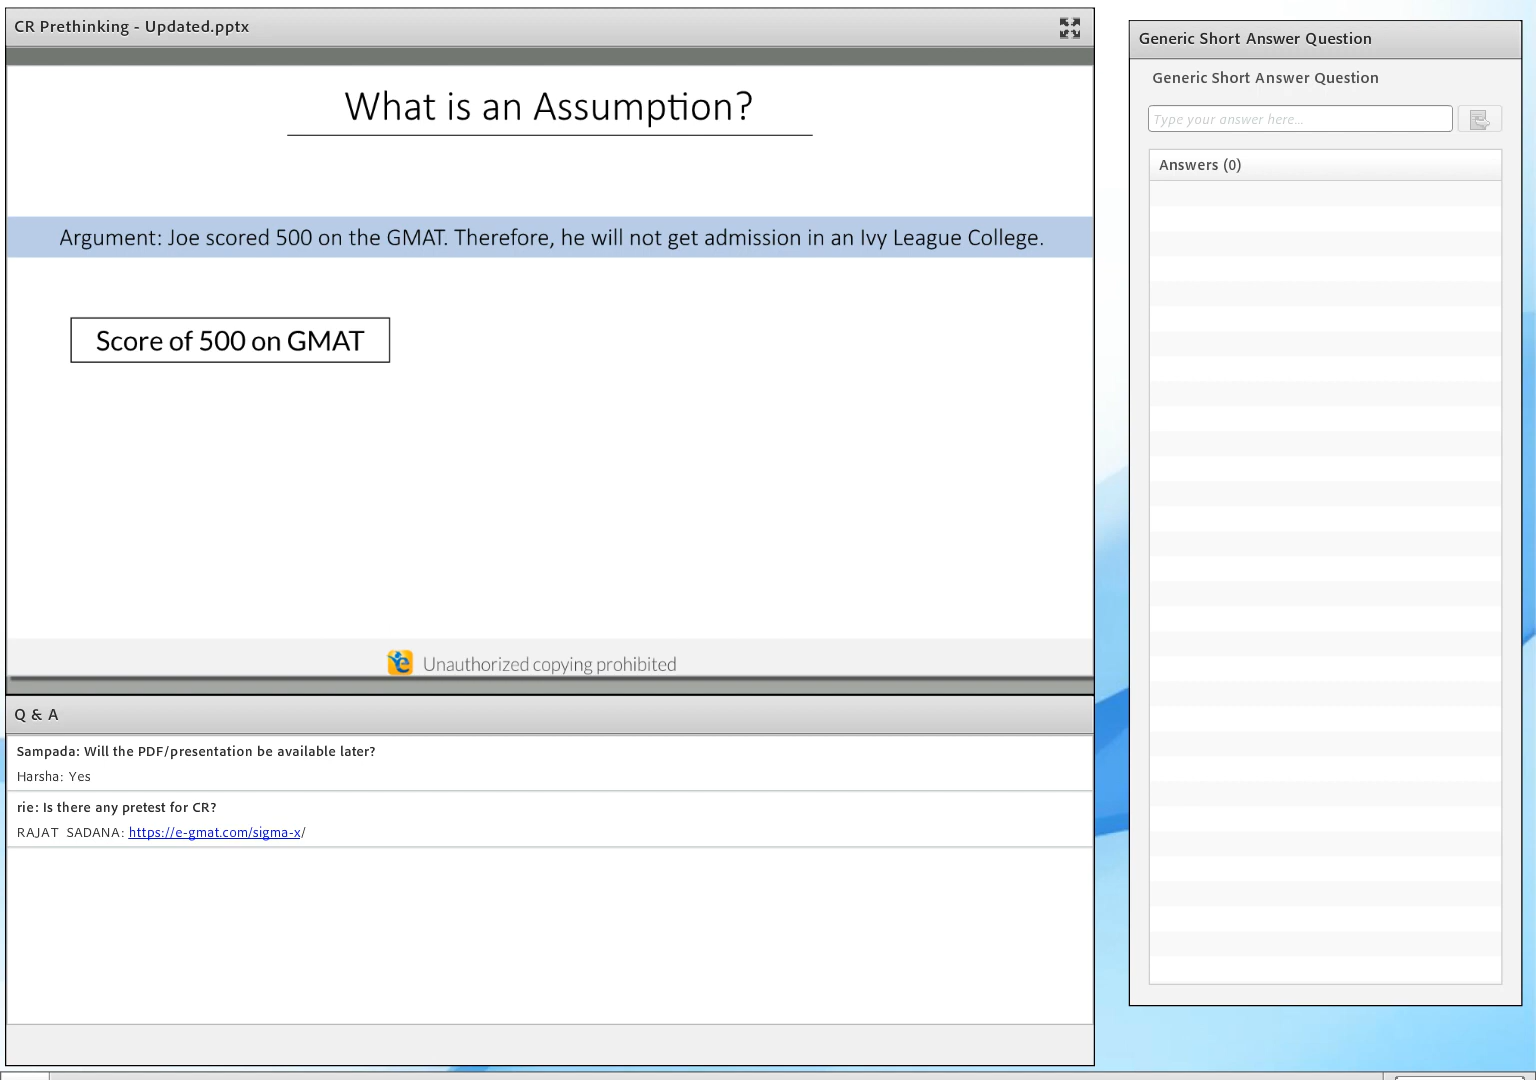 CR Prethinking - Updated.pptx
What is an Assumption?
Argument: Joe scored 500 on the GMAT. Therefore, he will not get admission in an Ivy League College.
Score of 500 on GMAT
Unauthorized copying prohibited
Q & A
Sampada: Will the PDF/presentation be available later?
Harsha: Yes
rie: Is there any pretest for CR?
RAJAT SADANA: https://e-gmat.com/sigma-x/
Generic Short Answer Question
Generic Short Answer Question
Type your answer here...
Answers (0)